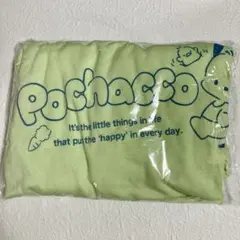 Pochacco
It's the little things in life
that put the 'happy' in every day.